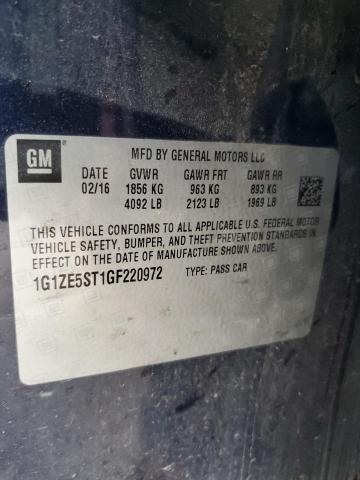 GM
MFD BY GENERAL MOTORS LLC
DATE GVWR GAWR FRT GAWR RR
02/16 1856 KG 963 KG 893 KG
4092 LB 2123 LB 1969 LB
THIS VEHICLE CONFORMS TO ALL APPLICABLE U.S. FEDERAL MOTOR
VEHICLE SAFETY, BUMPER, AND THEFT PREVENTION STANDARDS IN
EFFECT ON THE DATE OF MANUFACTURE SHOWN ABOVE.
1G1ZE5ST1GF220972 TYPE: PASS CAR